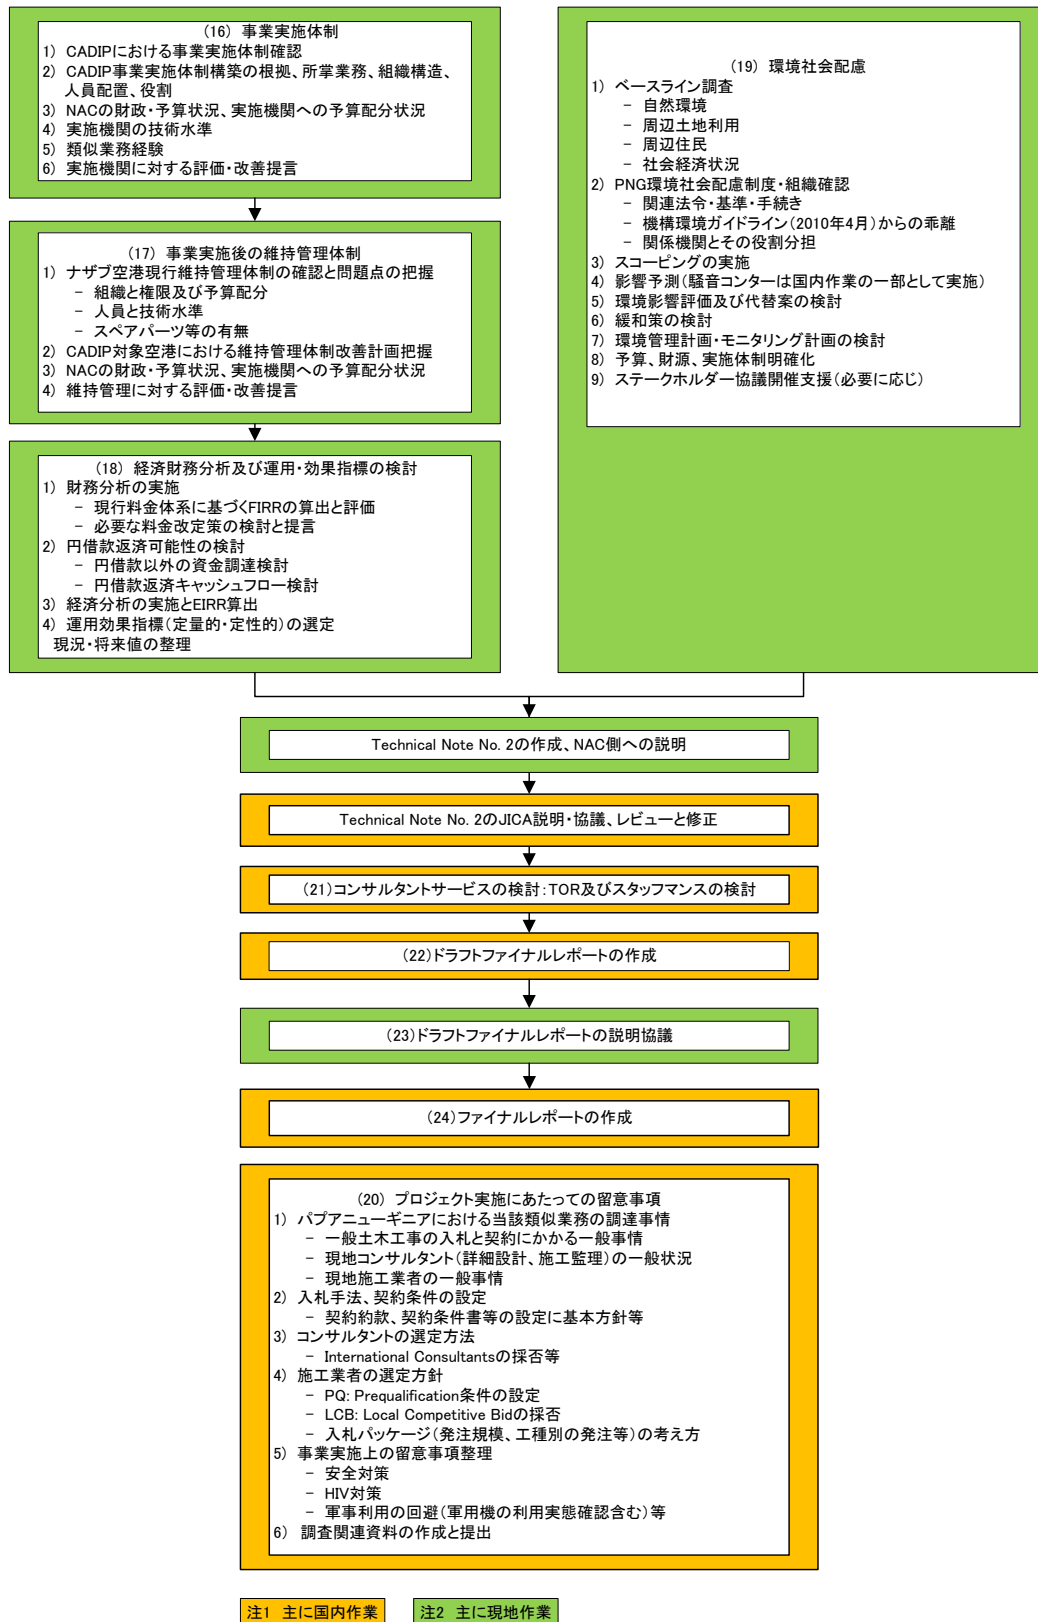 (16) 事業実施体制
1) CADIPにおける事業実施体制確認
2) CADIP事業実施体制構築の根拠、所掌業務、組織構造、
人員配置、役割
3) NACの財政・予算状況、実施機関への予算配分状況
4) 実施機関の技術水準
5) 類似業務経験
6) 実施機関に対する評価・改善提言
(17) 事業実施後の維持管理体制
1) ナザブ空港現行維持管理体制の確認と問題点の把握
- 組織と権限及び予算配分
- 人員と技術水準
- スペアパーツ等の有無
2) CADIP対象空港における維持管理体制改善計画把握
3) NACの財政・予算状況、実施機関への予算配分状況
4) 維持管理に対する評価・改善提言
(18) 経済財務分析及び運用・効果指標の検討
1) 財務分析の実施
- 現行料金体系に基づくFIRRの算出と評価
- 必要な料金改定策の検討と提言
2) 円借款返済可能性の検討
- 円借款以外の資金調達検討
- 円借款返済キャッシュフロー検討
3) 経済分析の実施とEIRR算出
4) 運用効果指標(定量的・定性的)の選定
現況・将来値の整理
(19) 環境社会配慮
1) ベースライン調査
- 自然環境
- 周辺土地利用
- 周辺住民
- 社会経済状況
2) PNG環境社会配慮制度・組織確認
- 関連法令・基準・手続き
- 機構環境ガイドライン(2010年4月)からの乖離
- 関係機関とその役割分担
3) スコーピングの実施
4) 影響予測(騒音コンターは国内作業の一部として実施)
5) 環境影響評価及び代替案の検討
6) 緩和策の検討
7) 環境管理計画・モニタリング計画の検討
8) 予算、財源、実施体制明確化
9) ステークホルダー協議開催支援(必要に応じ)
Technical Note No. 2の作成、NAC側への説明
Technical Note No. 2のJICA説明・協議、レビューと修正
(21)コンサルタントサービスの検討:TOR及びスタッフマンスの検討
(22)ドラフトファイナルレポートの作成
(23)ドラフトファイナルレポートの説明協議
(24)ファイナルレポートの作成
(20) プロジェクト実施にあたっての留意事項
1) パプアニューギニアにおける当該類似業務の調達事情
- 一般土木工事の入札と契約にかかる一般事情
- 現地コンサルタント(詳細設計、施工監理)の一般状況
- 現地施工業者の一般事情
2) 入札手法、契約条件の設定
- 契約約款、契約条件書等の設定に基本方針等
3) コンサルタントの選定方法
- International Consultantsの採否等
4) 施工業者の選定方針
- PQ: Prequalification条件の設定
- LCB: Local Competitive Bidの採否
- 入札パッケージ(発注規模、工種別の発注等)の考え方
5) 事業実施上の留意事項整理
- 安全対策
- HIV対策
- 軍事利用の回避(軍用機の利用実態確認含む)等
6) 調査関連資料の作成と提出
注1 主に国内作業
注2 主に現地作業